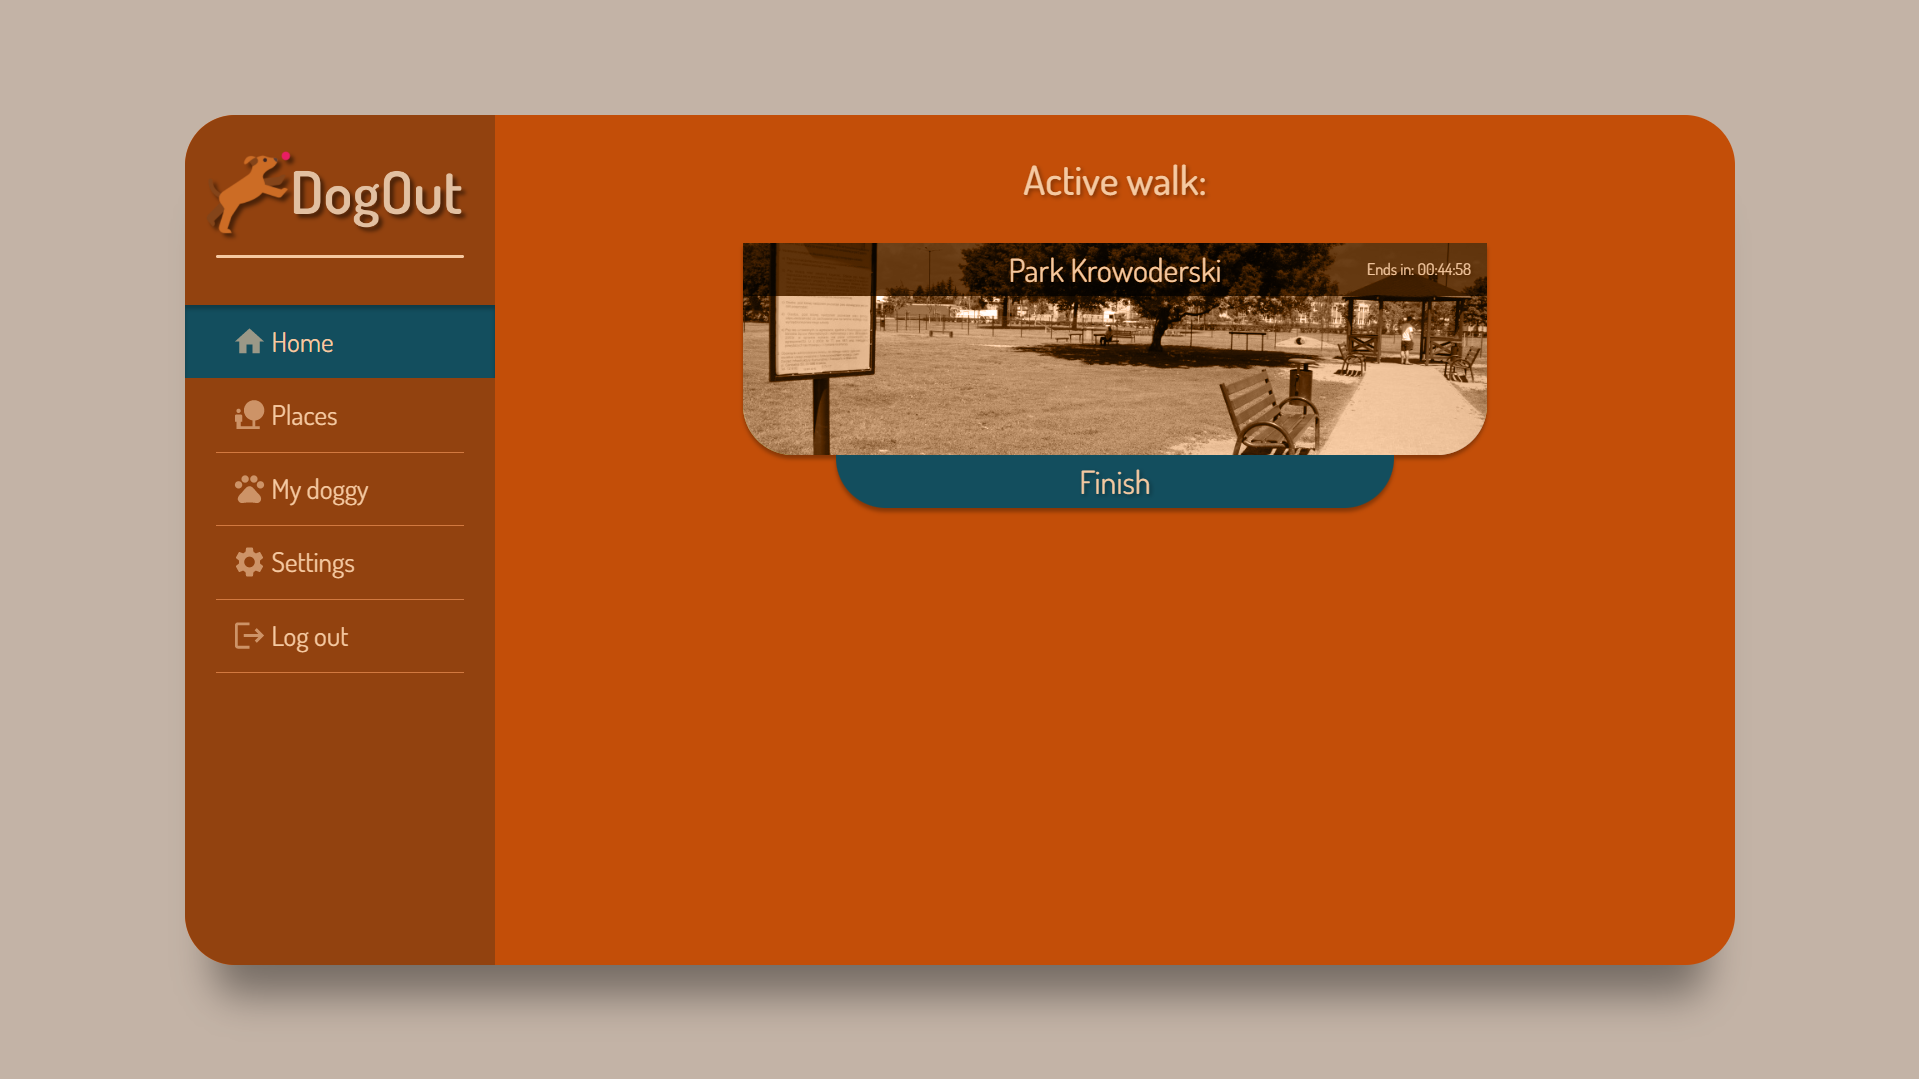 DogOut
Home
Places
My doggy
Settings
Log out
Active walk:
Park Krowoderski
Ends in: 00:44:58
Finish